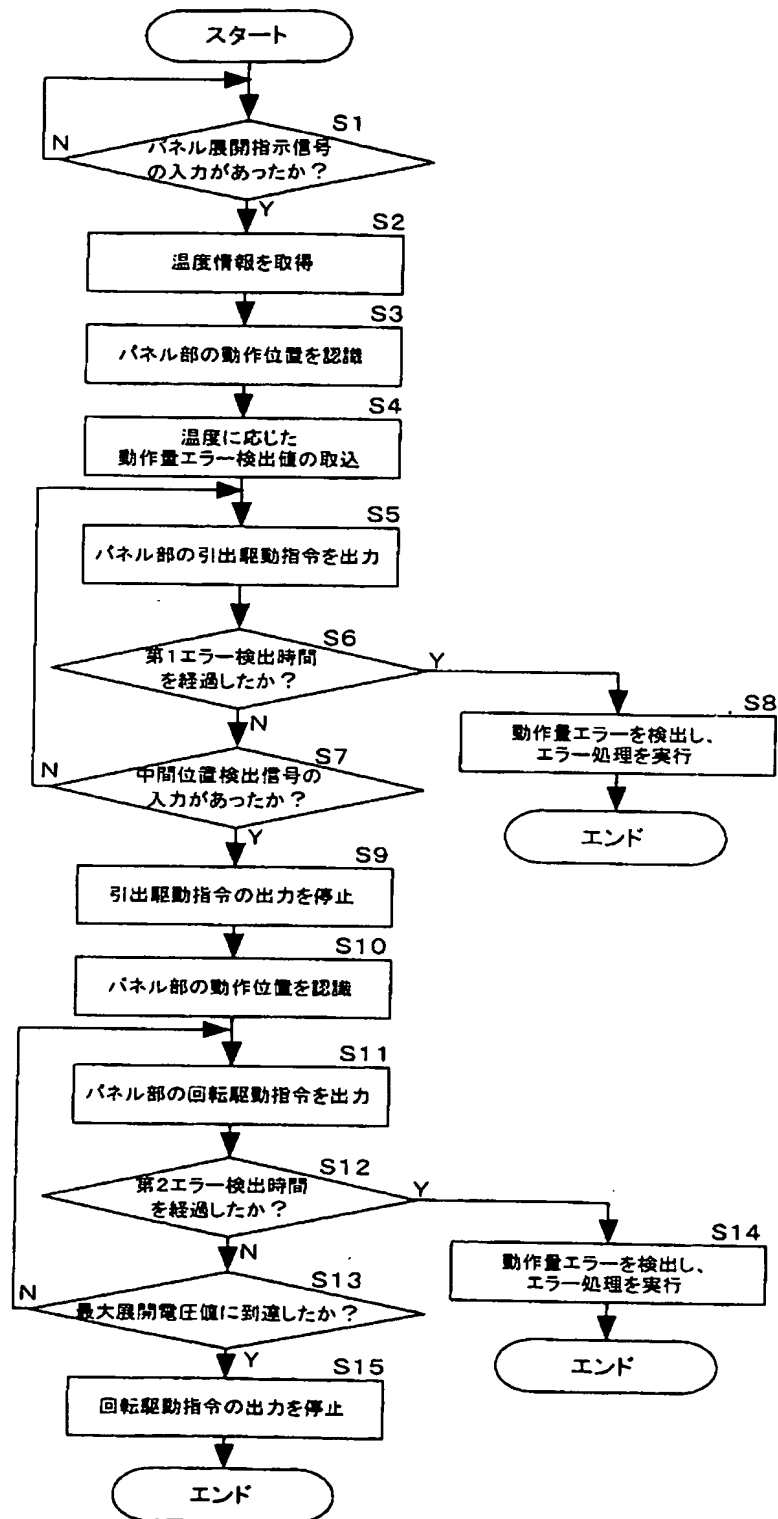 スタート
S1
N
パネル展開指示信号
の入力があったか？
Y
S2
温度情報を取得
S3
パネル部の動作位置を認識
S4
温度に応じた
動作量エラー検出値の取込
S5
パネル部の引出駆動指令を出力
S6
第1エラー検出時間
を経過したか？
Y
N
S8
動作量エラーを検出し、
エラー処理を実行
エンド
S7
N
中間位置検出信号の
入力があったか？
Y
S9
引出駆動指令の出力を停止
S10
パネル部の動作位置を認識
S11
パネル部の回転駆動指令を出力
S12
第2エラー検出時間
を経過したか？
Y
N
S14
動作量エラーを検出し、
エラー処理を実行
エンド
S13
N
最大展開電圧値に到達したか？
Y
S15
回転駆動指令の出力を停止
エンド